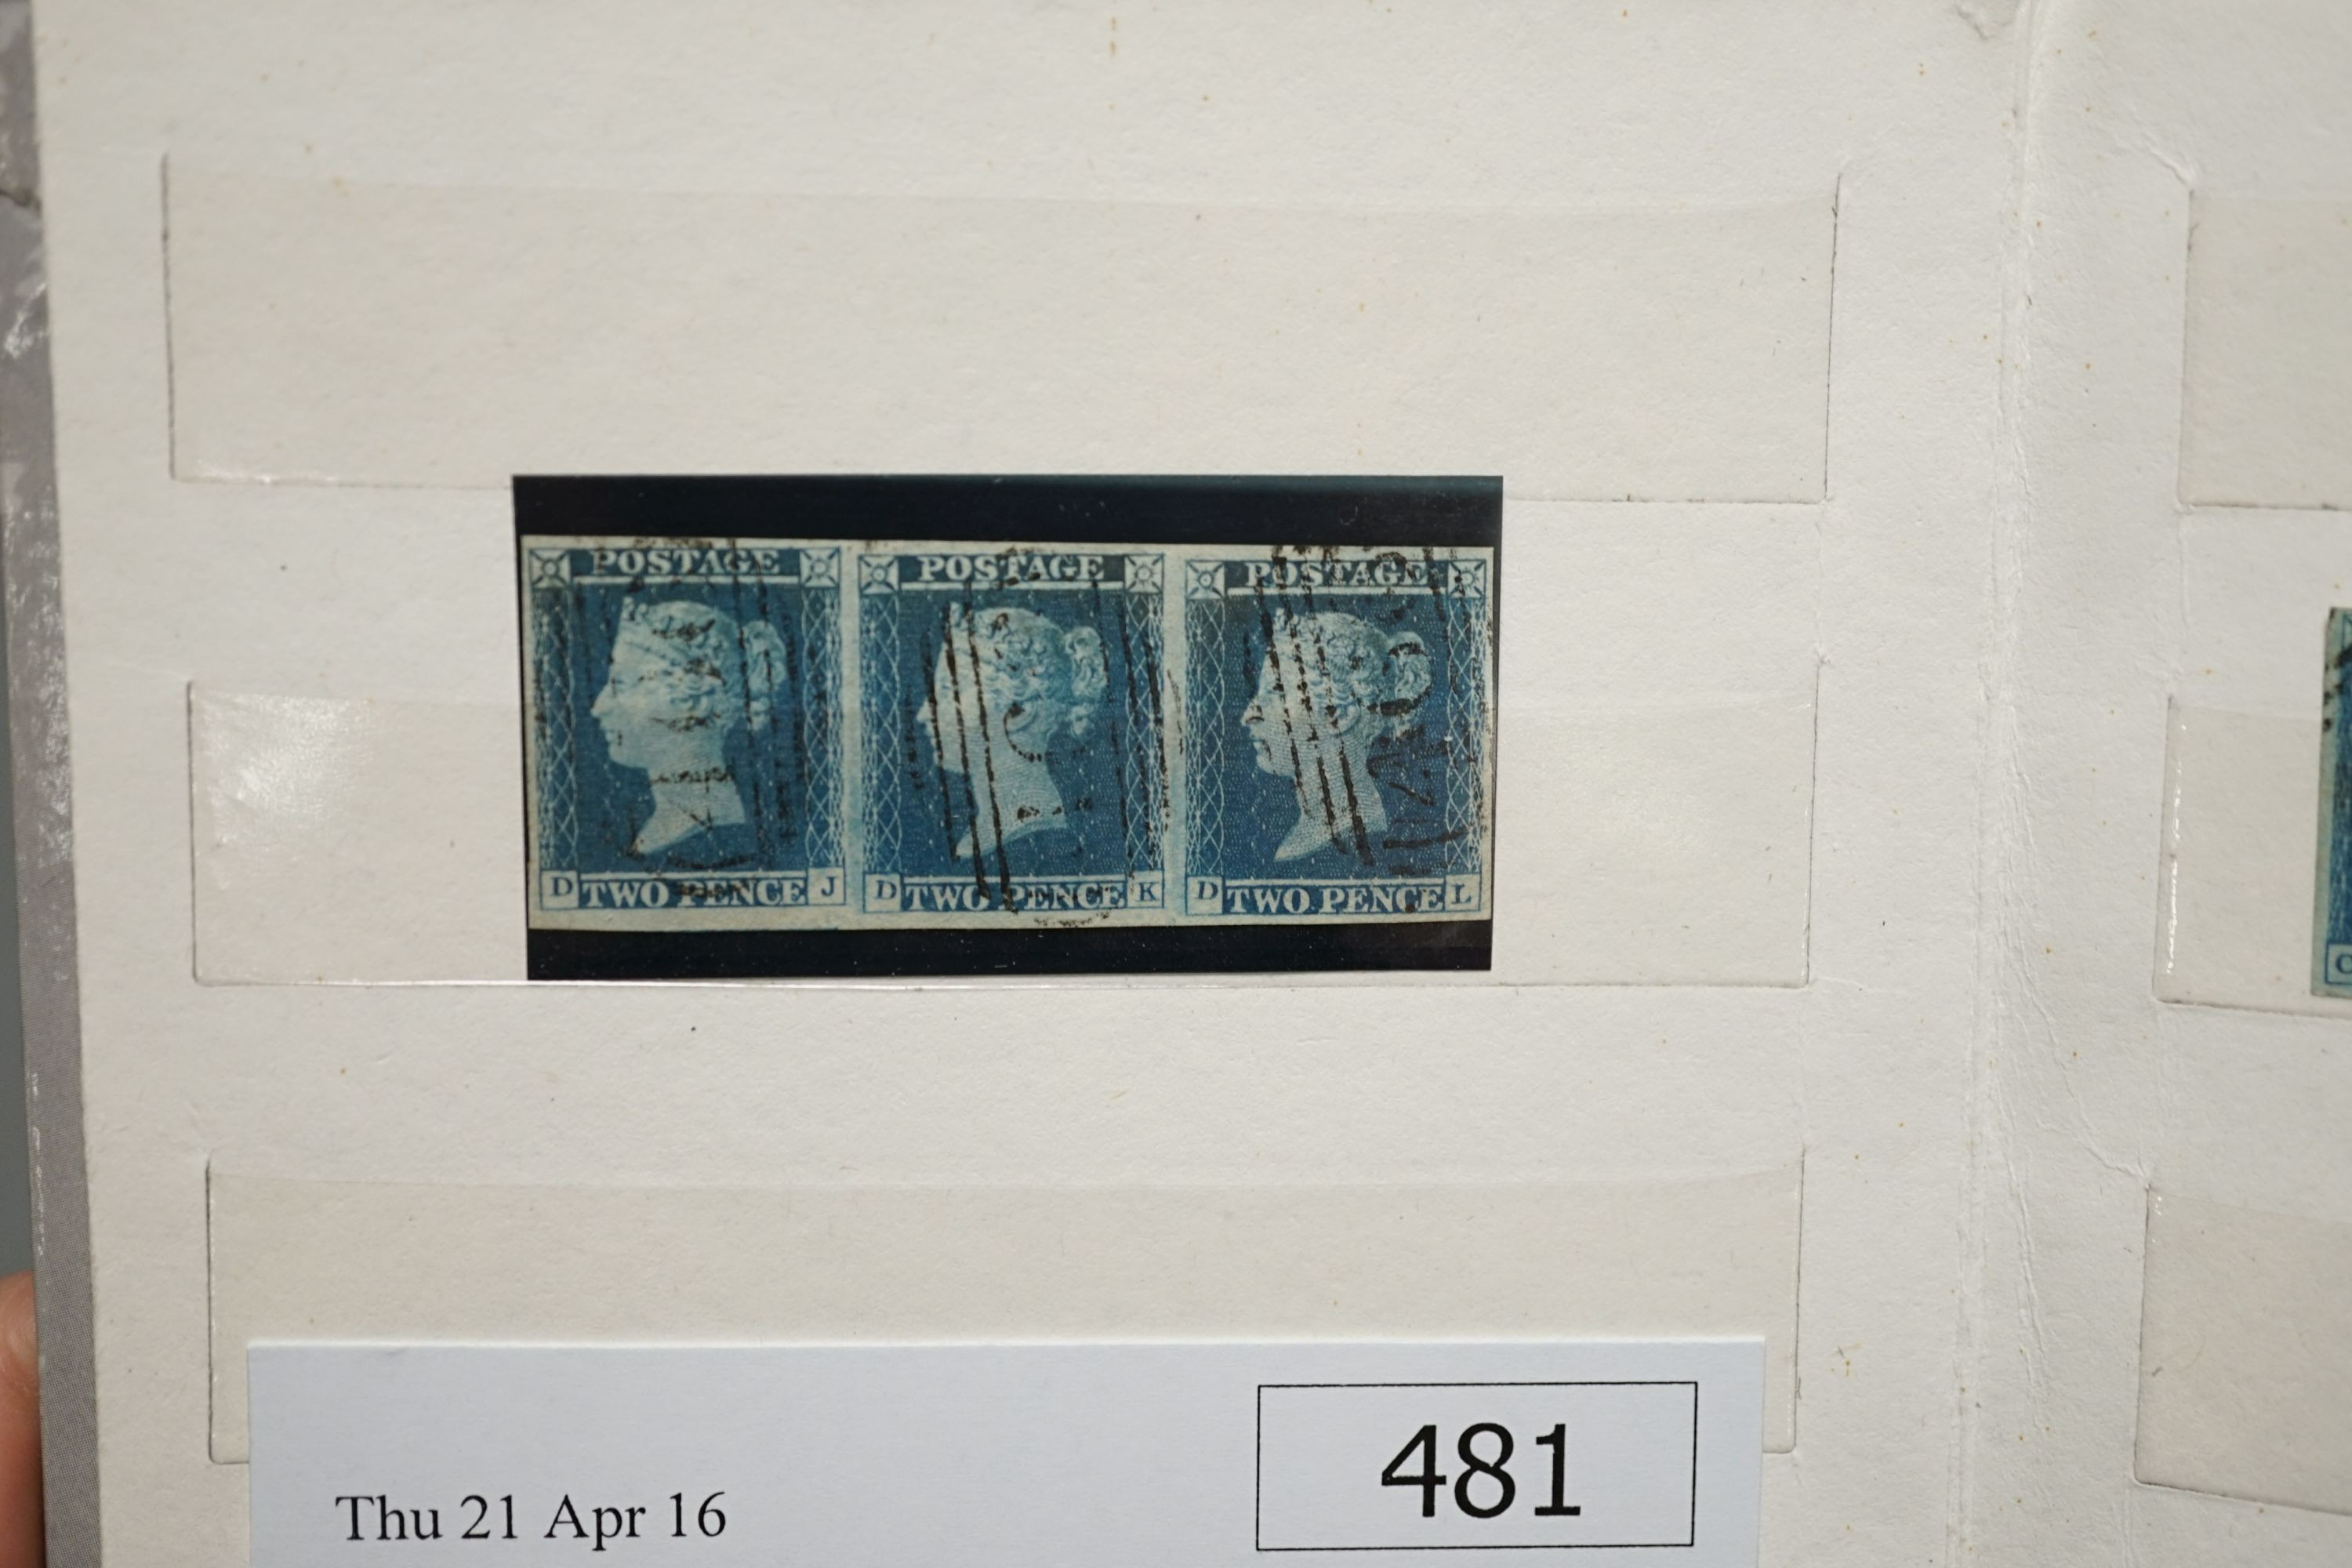 POSTAGE POSTAGE POSTAGE
D TWO PENCE J D TWO PENCE K D TWO PENCE L
C
481
Thu 21 Apr 16